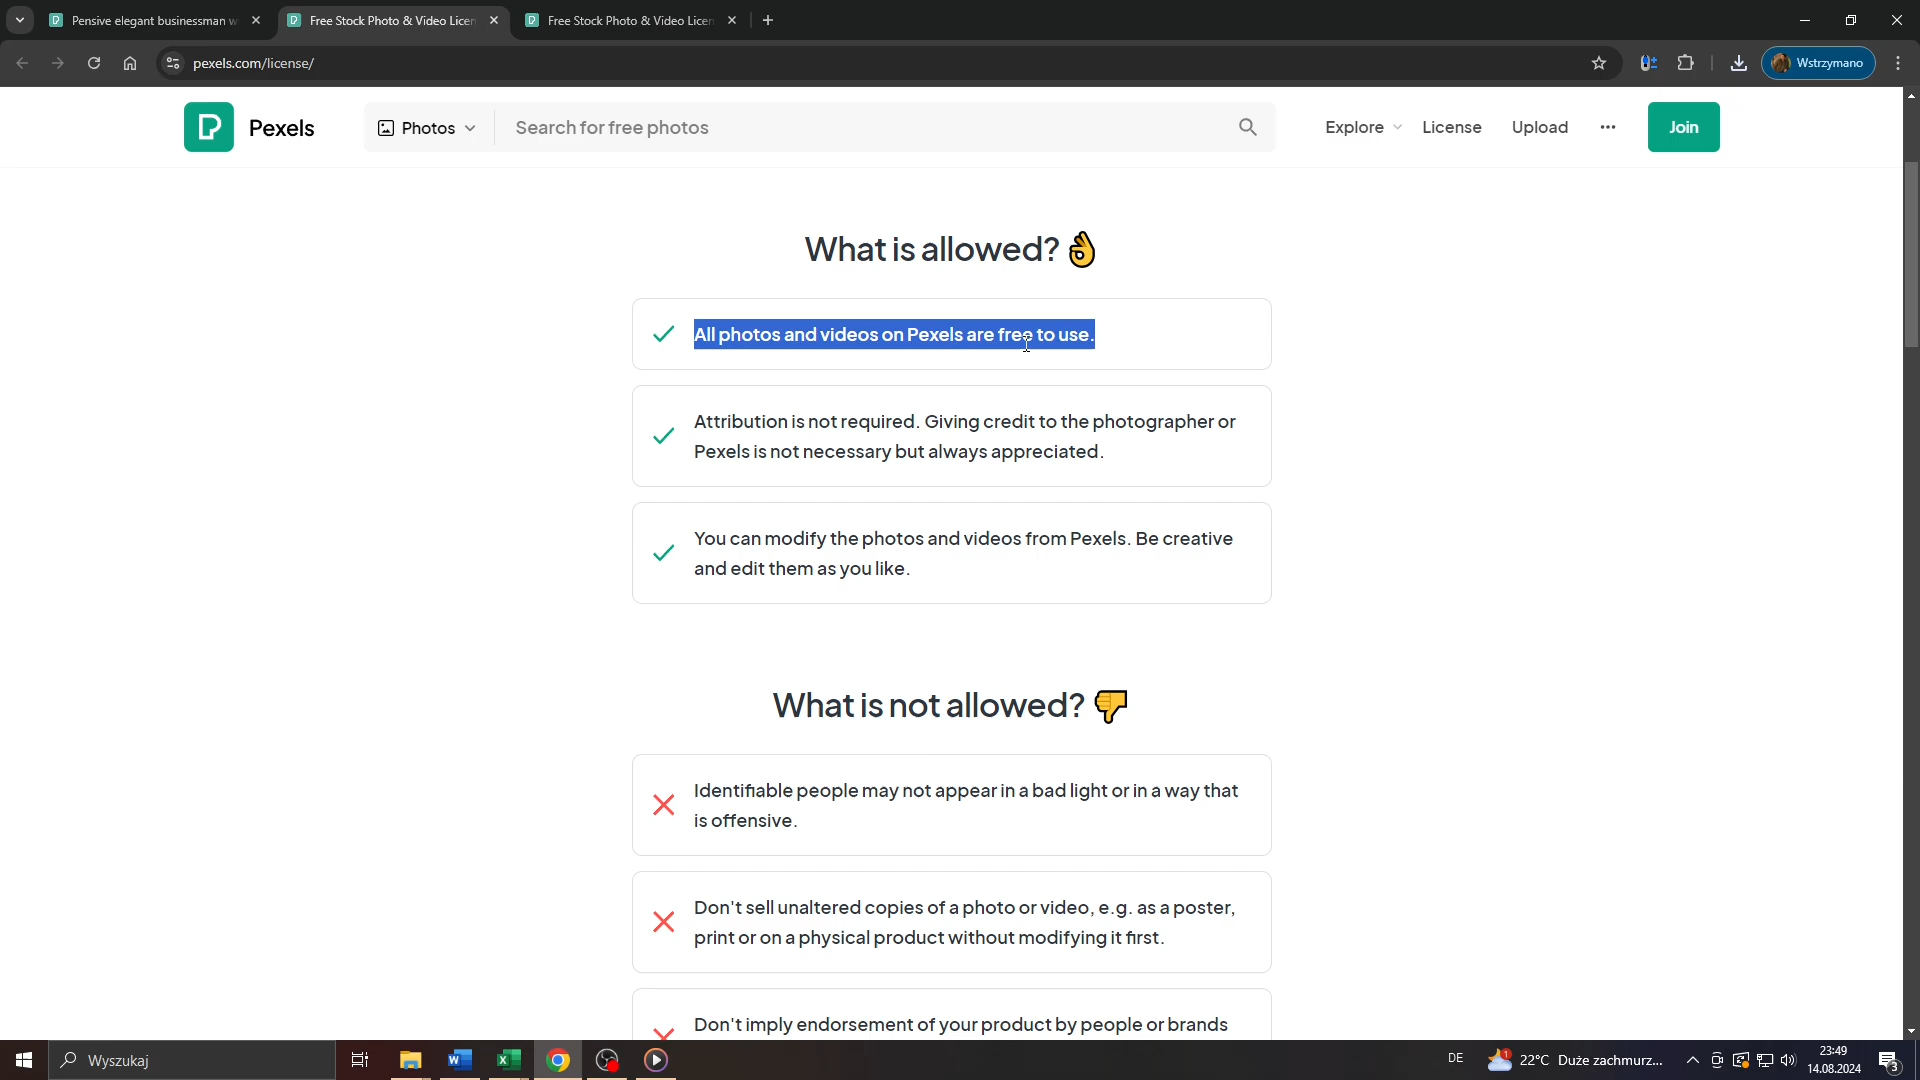 Pensive elegant businessman w
Free Stock Photo & Video Licen
Free Stock Photo & Video Licen
pexels.com/license/
Wstrzymano
Pexels
Photos
Search for free photos
Explore
License
Upload
Join
What is allowed?
All photos and videos on Pexels are free to use.
Attribution is not required. Giving credit to the photographer or
Pexels is not necessary but always appreciated.
You can modify the photos and videos from Pexels. Be creative
and edit them as you like.
What is not allowed?
Identifiable people may not appear in a bad light or in a way that
is offensive.
Don't sell unaltered copies of a photo or video, e.g. as a poster,
print or on a physical product without modifying it first.
Don't imply endorsement of your product by people or brands
Wyszukaj
DE
1
22°C Duże zachmurz...
23:49
14.08.2024
3